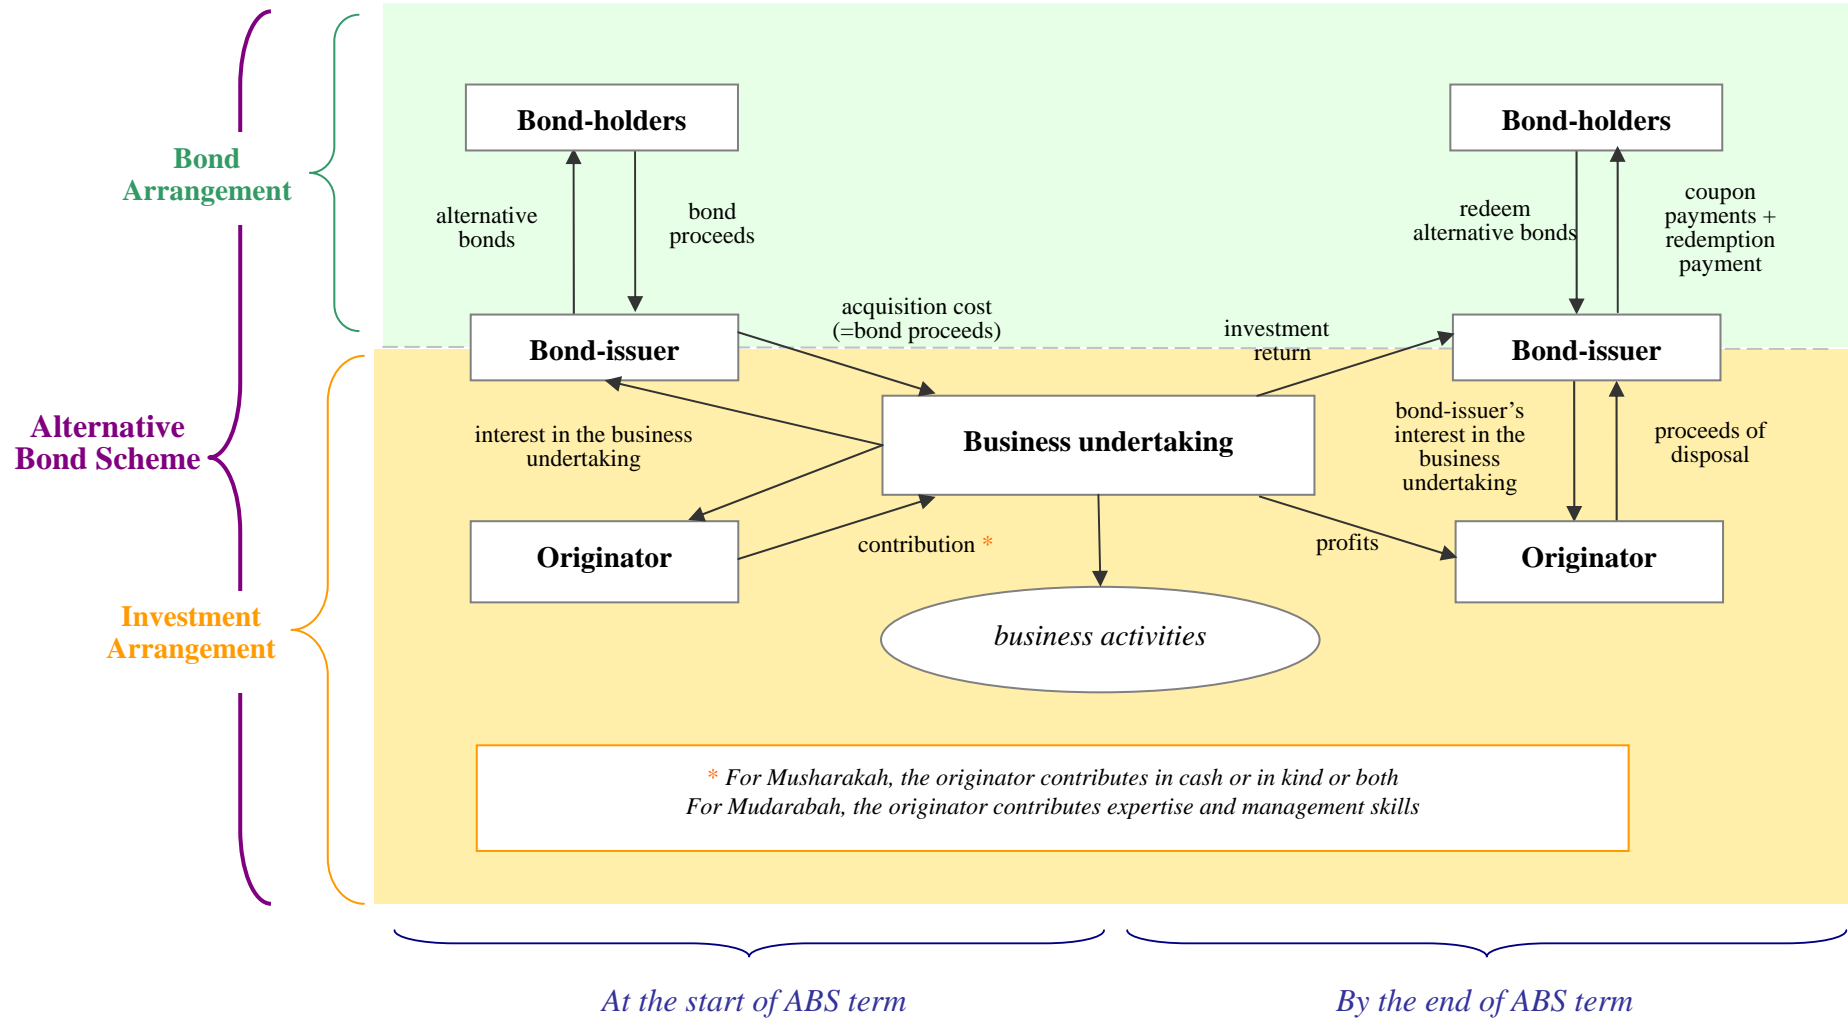 Bond-holders
Bond-holders
Bond
Arrangement
alternative
bonds
bond
proceeds
redeem
alternative bonds
coupon
payments +
redemption
payment
acquisition cost
(=bond proceeds)
investment
return
Bond-issuer
Bond-issuer
Alternative
Bond Scheme
interest in the business
undertaking
Business undertaking
bond-issuer’s
interest in the
business
undertaking
proceeds of
disposal
Originator
contribution *
profits
Originator
Investment
Arrangement
business activities
* For Musharakah, the originator contributes in cash or in kind or both
For Mudarabah, the originator contributes expertise and management skills
At the start of ABS term
By the end of ABS term